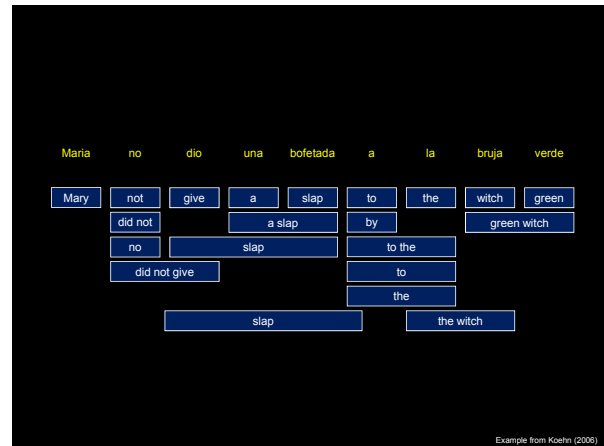 Maria no dio una bofetada a la bruja verde
Mary not give a slap to the witch green
did not a slap by green witch
no slap to the
did not give to
the
slap the witch
Example from Koehn (2006)